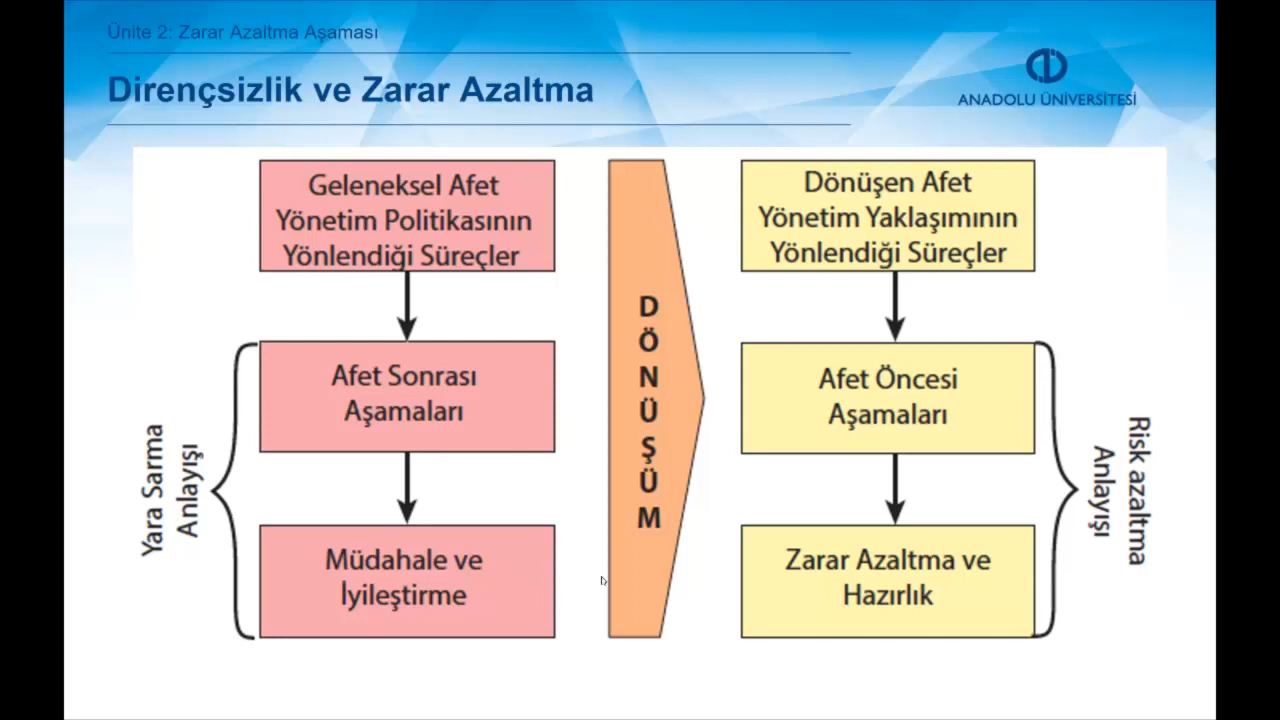 Ünite 2: Zarar Azaltma Aşaması
Dirençsizlik ve Zarar Azaltma
ANADOLU ÜNİVERSİTESİ
Geleneksel Afet
Yönetim Politikasının
Yönlendiği Süreçler
Afet Sonrası
Aşamaları
Müdahale ve
İyileştirme
Yara Sarma
Anlayışı
D
Ö
N
Ü
Ş
Ü
M
Dönüşen Afet
Yönetim Yaklaşımının
Yönlendiği Süreçler
Afet Öncesi
Aşamaları
Zarar Azaltma ve
Hazırlık
Risk azaltma
Anlayışı